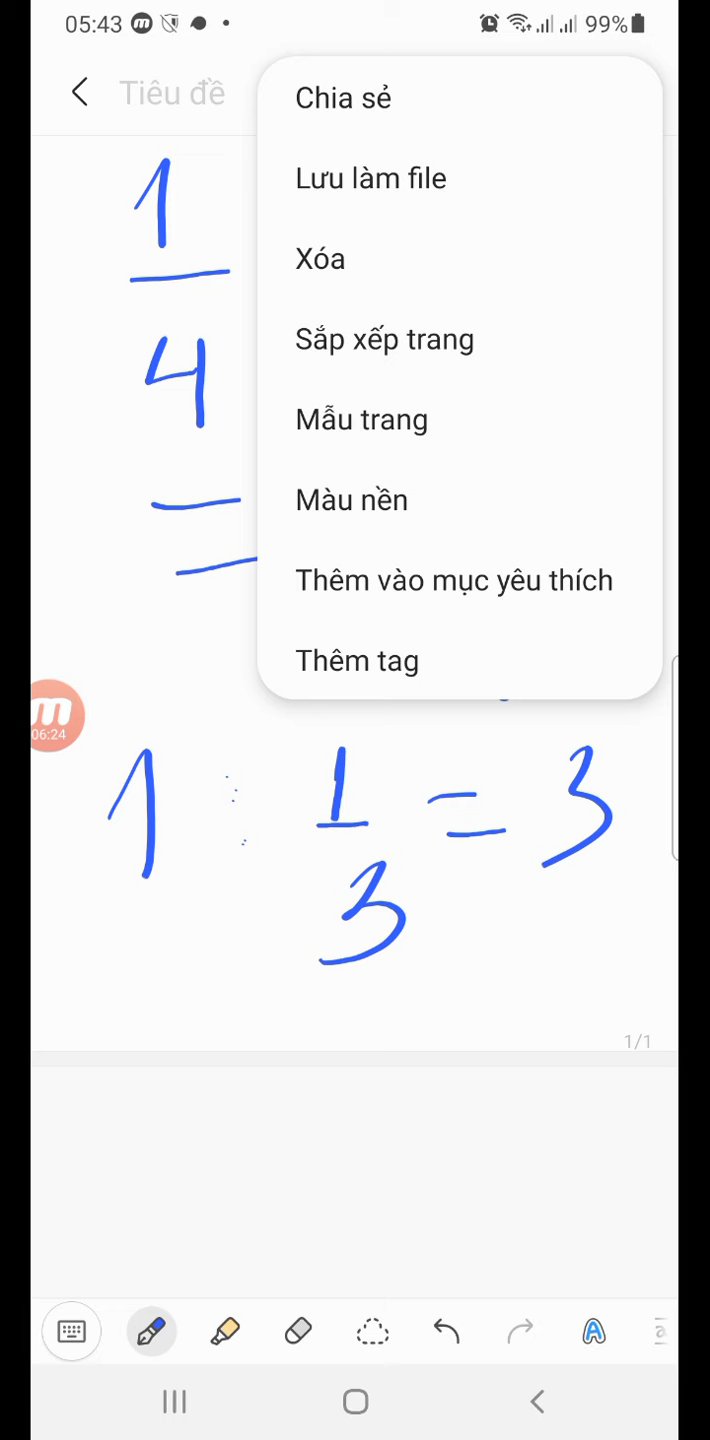 05:43 99%
Tiêu đề
Chia sẻ
Lưu làm file
Xóa
Sắp xếp trang
Mẫu trang
Màu nền
Thêm vào mục yêu thích
Thêm tag
1
4
=
m
06:24
1 : 1/3 = 3
1/1
A